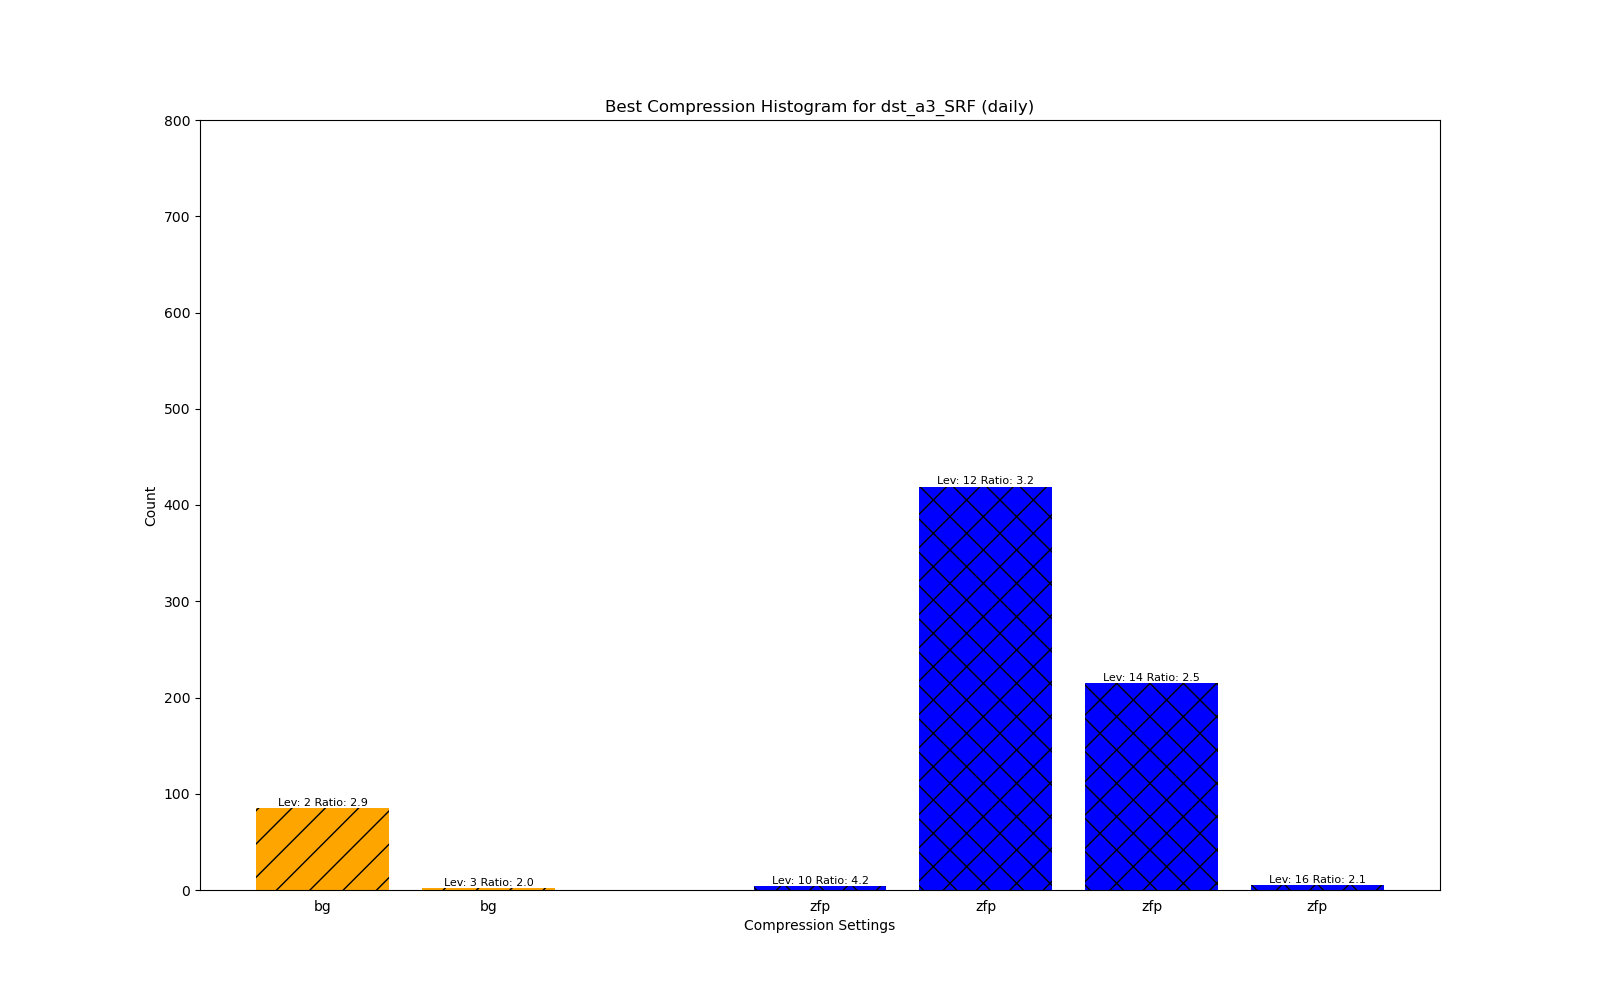 Best Compression Histogram for dst_a3_SRF (daily)
800
700
600
500
400
300
200
100
0
Count
Lev: 2 Ratio: 2.9
Lev: 3 Ratio: 2.0
Lev: 10 Ratio: 4.2
Lev: 12 Ratio: 3.2
Lev: 14 Ratio: 2.5
Lev: 16 Ratio: 2.1
bg bg zfp zfp zfp zfp
Compression Settings